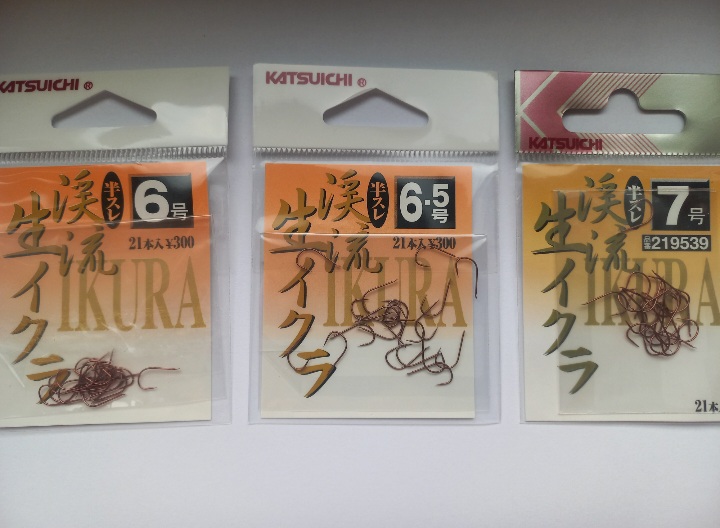 KATSUICHI ®
渓流
生イクラ
半スレ
6号
21本入 ¥300
IKURA
KATSUICHI ®
渓流
生イクラ
半スレ
6.5号
21本入 ¥300
IKURA
KATSUICHI
渓流
生イクラ
半スレ
7号
品番 219539
IKURA
21本